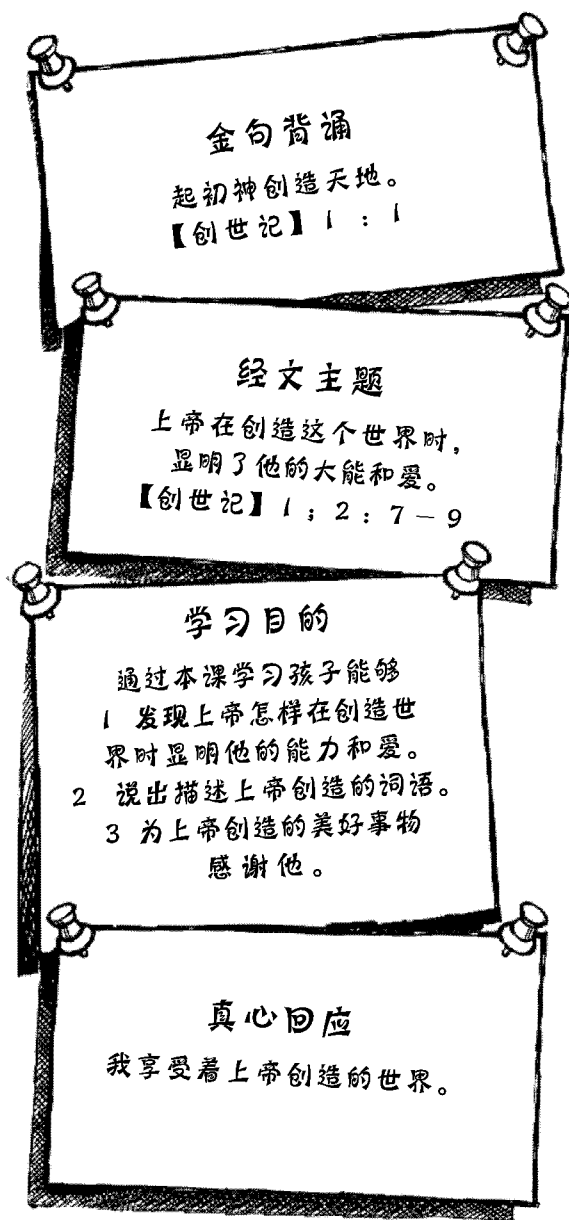 金句背诵
起初神创造天地。
【创世记】1：1
经文主题
上帝在创造这个世界时，
显明了他的大能和爱。
【创世记】1；2：7－9
学习目的
通过本课学习孩子能够
1 发现上帝怎样在创造世
界时显明他的能力和爱。
2 说出描述上帝创造的词语。
3 为上帝创造的美好事物
感谢他。
真心回应
我享受着上帝创造的世界。